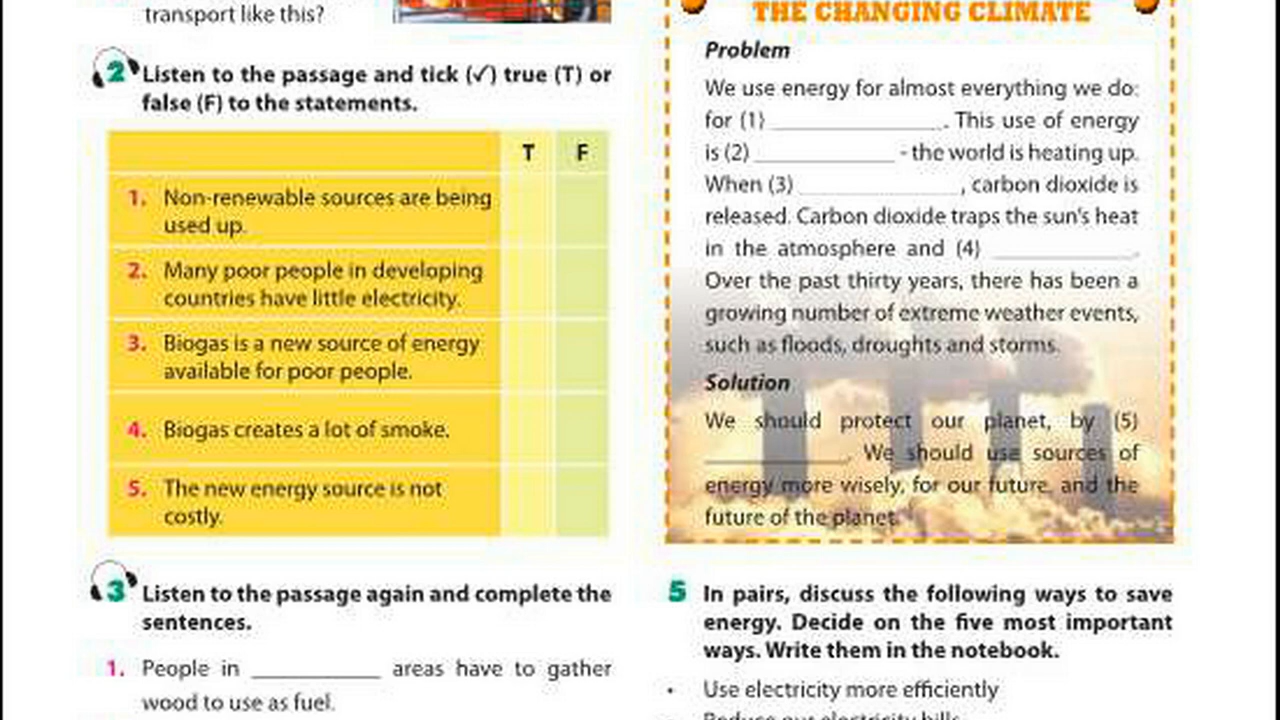 transport like this?
2 Listen to the passage and tick (✓) true (T) or
false (F) to the statements.
T F
1. Non-renewable sources are being
used up.
2. Many poor people in developing
countries have little electricity.
3. Biogas is a new source of energy
available for poor people.
4. Biogas creates a lot of smoke.
5. The new energy source is not
costly.
3 Listen to the passage again and complete the
sentences.
1. People in ____________ areas have to gather
wood to use as fuel.
THE CHANGING CLIMATE
Problem
We use energy for almost everything we do:
for (1) ________________. This use of energy
is (2) _____________ - the world is heating up.
When (3) _______________, carbon dioxide is
released. Carbon dioxide traps the sun's heat
in the atmosphere and (4) _____________.
Over the past thirty years, there has been a
growing number of extreme weather events,
such as floods, droughts and storms.
Solution
We should protect our planet, by (5)
_____________. We should use sources of
energy more wisely, for our future, and the
future of the planet.
5 In pairs, discuss the following ways to save
energy. Decide on the five most important
ways. Write them in the notebook.
• Use electricity more efficiently
Reduce our electricity bills